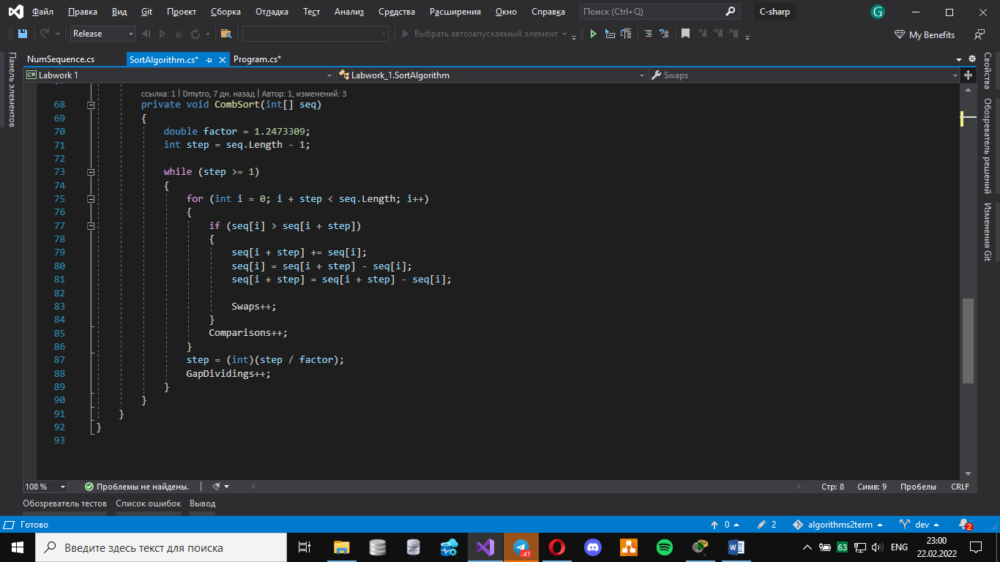 Файл Правка Вид Git Проект Сборка Отладка Тест Анализ Средства Расширения Окно Справка Поиск (Ctrl+Q) C-sharp G
Release Выбрать автозапускаемый элемент My Benefits
NumSequence.cs SortAlgorithm.cs* Program.cs*
C# Labwork 1 Labwork_1.SortAlgorithm Swaps
Панель элементов
Свойства
Обозреватель решений
Изменения Git
ссылка: 1 | Dmytro, 7 дн. назад | Автор: 1, изменений: 3
68 private void CombSort(int[] seq)
69 {
70 double factor = 1.2473309;
71 int step = seq.Length - 1;
72
73 while (step >= 1)
74 {
75 for (int i = 0; i + step < seq.Length; i++)
76 {
77 if (seq[i] > seq[i + step])
78 {
79 seq[i + step] += seq[i];
80 seq[i] = seq[i + step] - seq[i];
81 seq[i + step] = seq[i + step] - seq[i];
82
83 Swaps++;
84 }
85 Comparisons++;
86 }
87 step = (int)(step / factor);
88 GapDividings++;
89 }
90 }
91 }
92 }
93
108 % Проблемы не найдены. Стр: 8 Симв: 9 Пробелы CRLF
Обозреватель тестов Список ошибок Вывод
Готово 0 2 algorithms2term dev 2
Введите здесь текст для поиска 41 W 63 ENG 23:00
22.02.2022